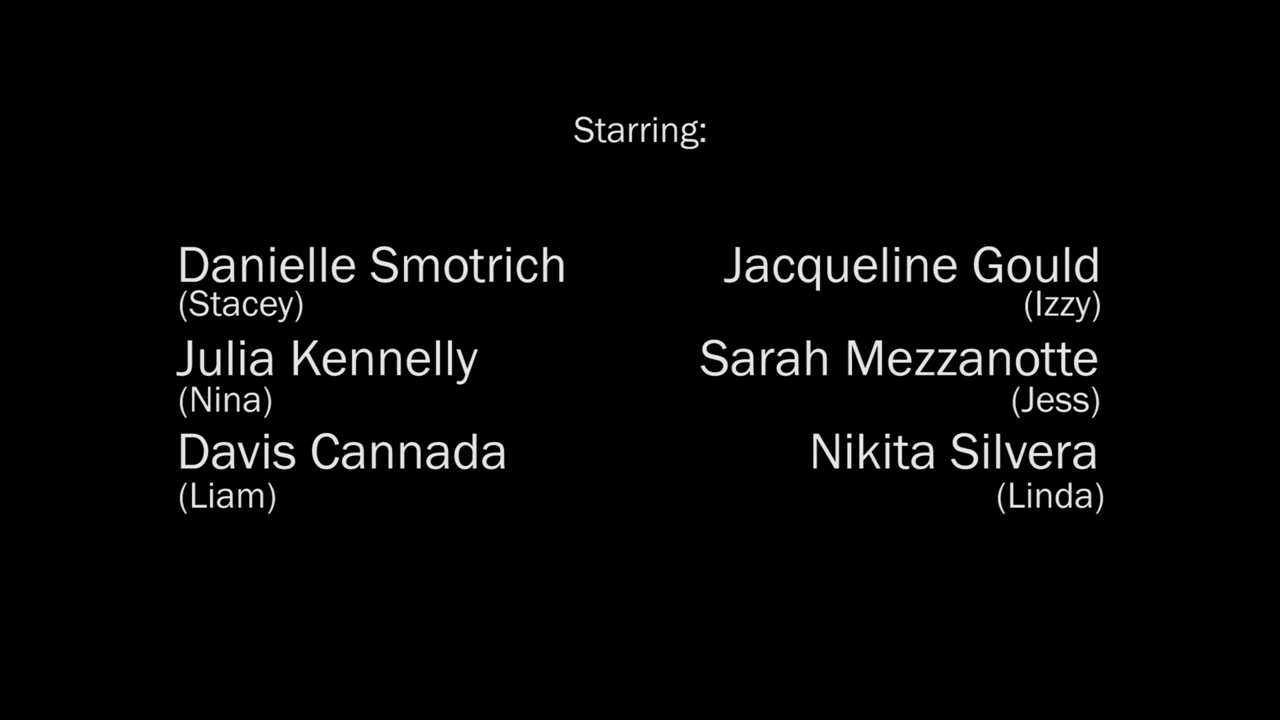 Starring:
Danielle Smotrich
(Stacey)
Jacqueline Gould
(Izzy)
Julia Kennelly
(Nina)
Sarah Mezzanotte
(Jess)
Davis Cannada
(Liam)
Nikita Silvera
(Linda)